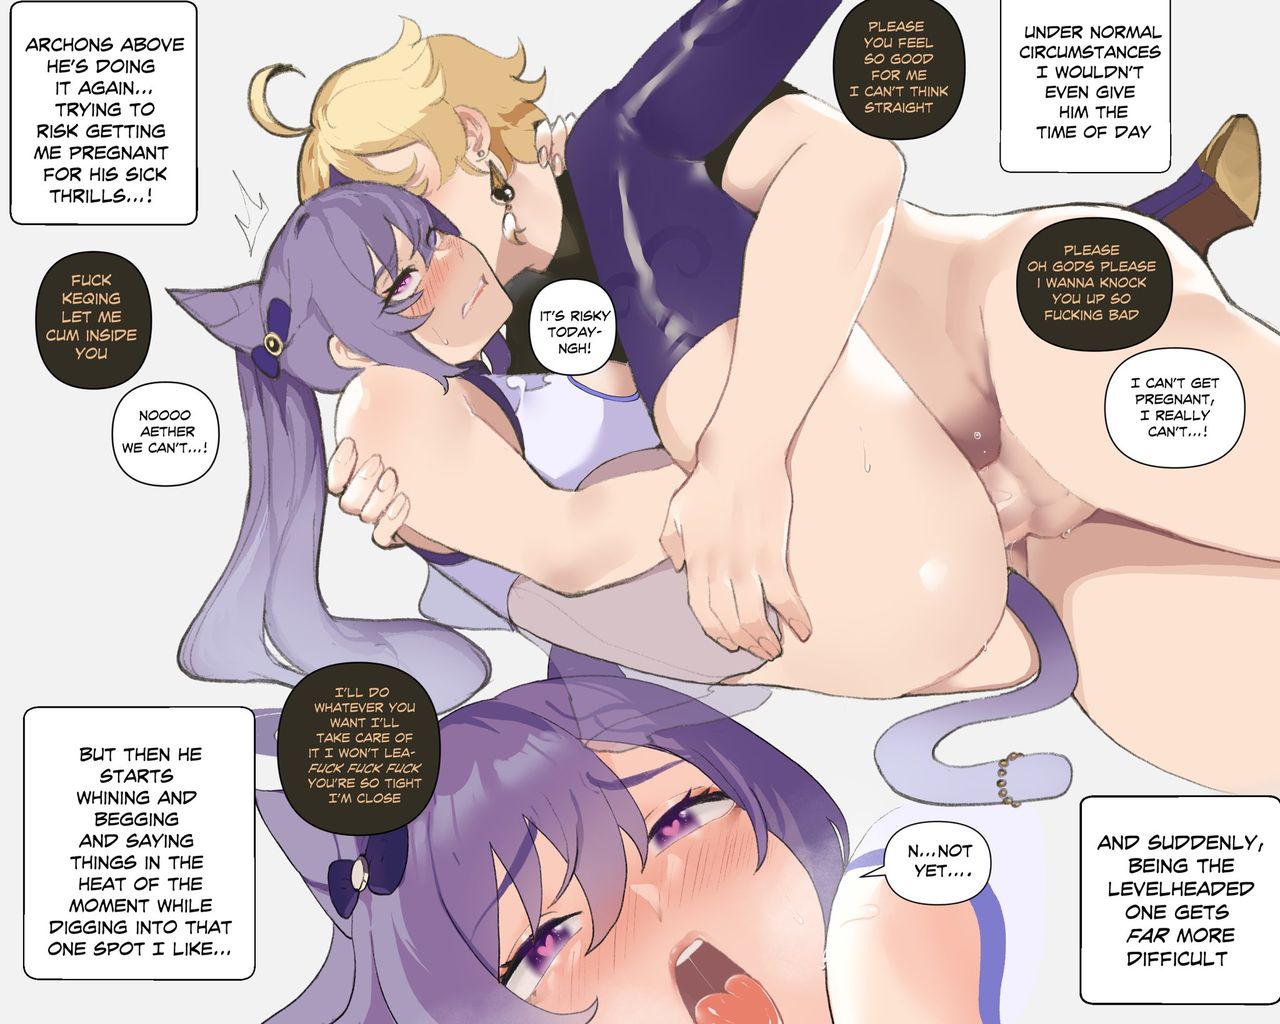 ARCHONS ABOVE
HE'S DOING
IT AGAIN...
TRYING TO
RISK GETTING
ME PREGNANT
FOR HIS SICK
THRILLS...!
PLEASE
YOU FEEL
SO GOOD
FOR ME
I CAN'T THINK
STRAIGHT
UNDER NORMAL
CIRCUMSTANCES
I WOULDN'T
EVEN GIVE
HIM THE
TIME OF DAY
FUCK
KEQING
LET ME
CUM INSIDE
YOU
NOOOO
AETHER
WE CAN'T...!
IT'S RISKY
TODAY-
NGH!
PLEASE
OH GODS PLEASE
I WANNA KNOCK
YOU UP SO
FUCKING BAD
I CAN'T GET
PREGNANT,
I REALLY
CAN'T...!
BUT THEN HE
STARTS
WHINING AND
BEGGING
AND SAYING
THINGS IN THE
HEAT OF THE
MOMENT WHILE
DIGGING INTO THAT
ONE SPOT I LIKE...
I'LL DO
WHATEVER YOU
WANT I'LL
TAKE CARE OF
IT I WON'T LEA-
FUCK FUCK FUCK
YOU'RE SO TIGHT
I'M CLOSE
N...NOT
YET....
AND SUDDENLY,
BEING THE
LEVELHEADED
ONE GETS
FAR MORE
DIFFICULT